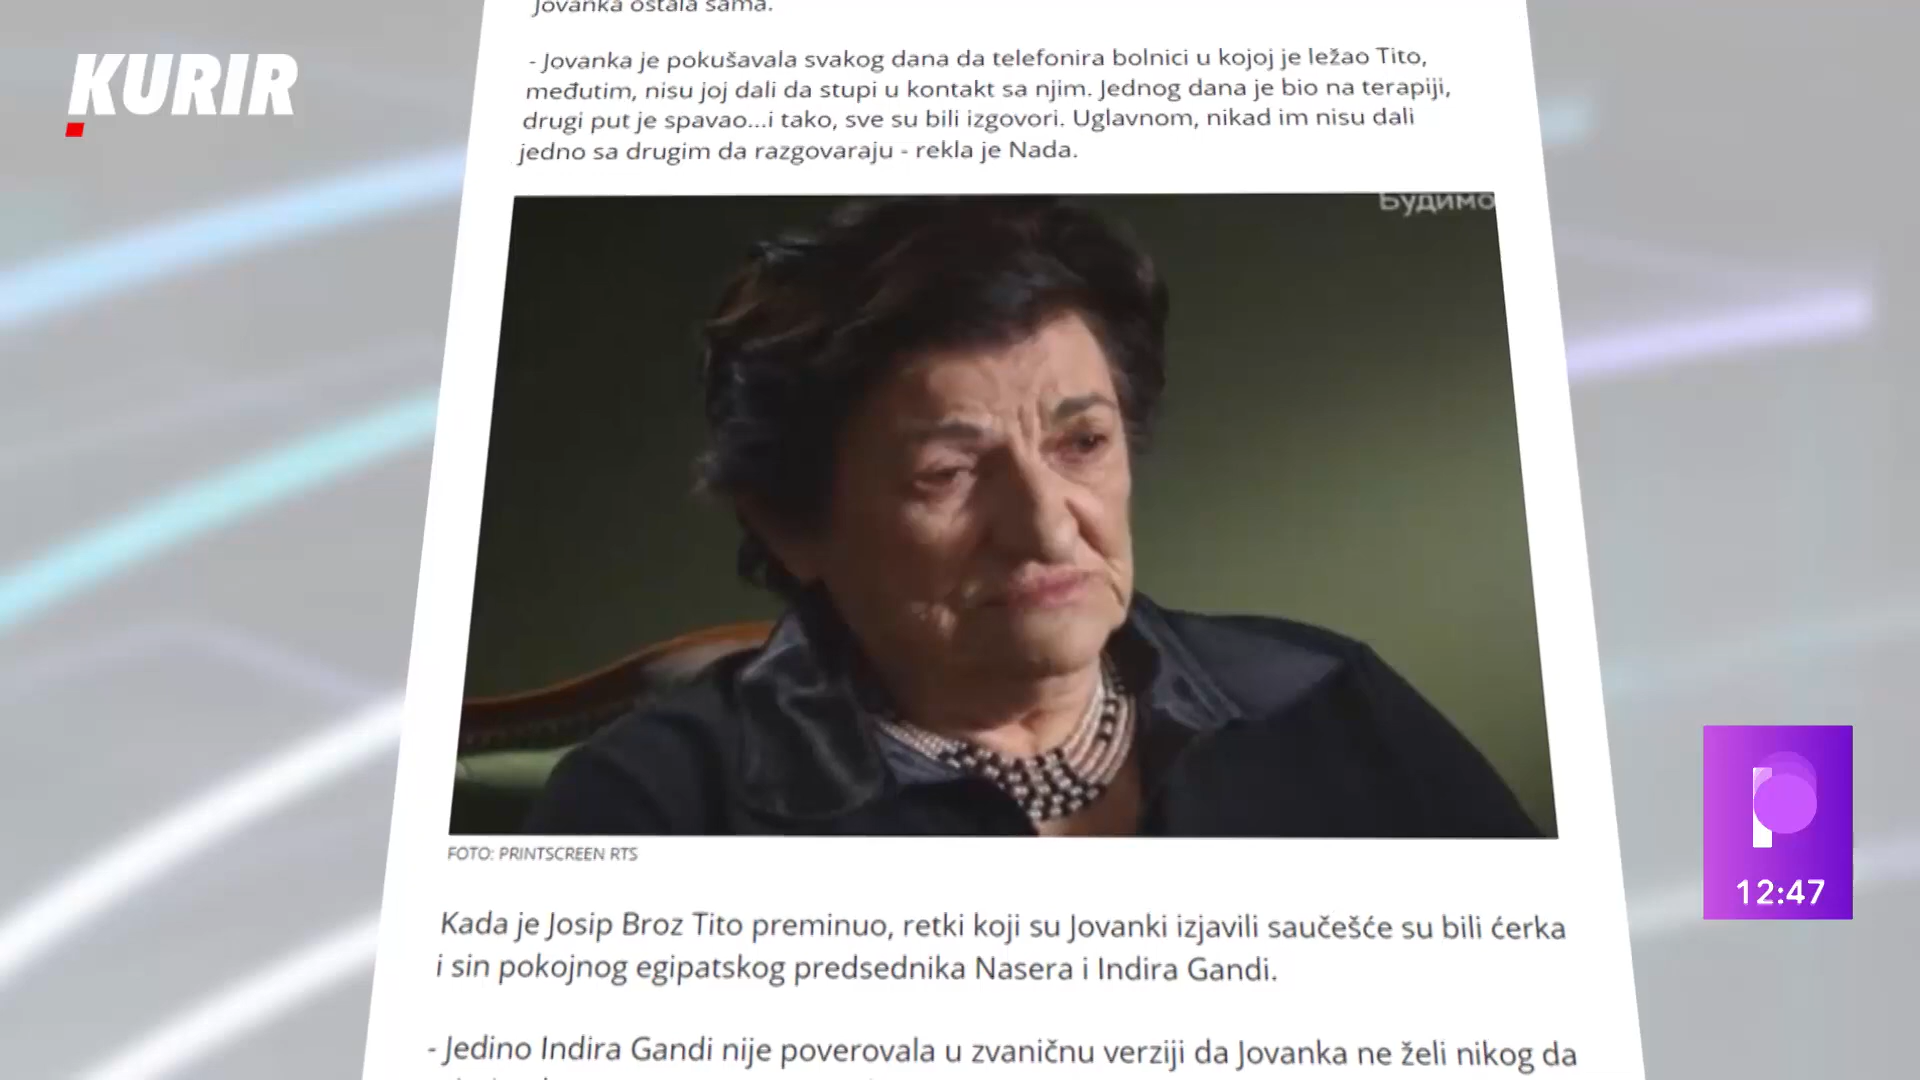 Jovanka ostala sama.
KURIR
- Jovanka je pokušavala svakog dana da telefonira bolnici u kojoj je ležao Tito,
međutim, nisu joj dali da stupi u kontakt sa njim. Jednog dana je bio na terapiji,
drugi put je spavao...i tako, sve su bili izgovori. Uglavnom, nikad im nisu dali
jedno sa drugim da razgovaraju - rekla je Nada.
Будимо
FOTO: PRINTSCREEN RTS
12:47
Kada je Josip Broz Tito preminuo, retki koji su Jovanki izjavili saučešće su bili ćerka
i sin pokojnog egipatskog predsednika Nasera i Indira Gandi.
- Jedino Indira Gandi nije poverovala u zvaničnu verziji da Jovanka ne želi nikog da